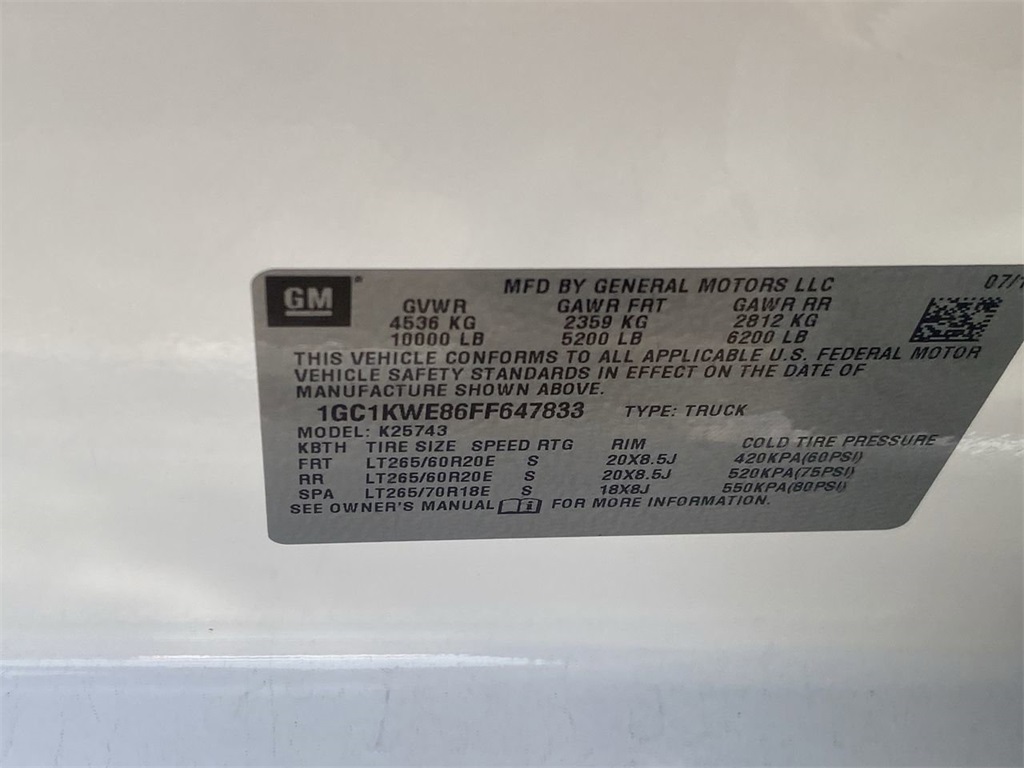 GM
MFD BY GENERAL MOTORS LLC 07/1
GVWR GAWR FRT GAWR RR
4536 KG 2359 KG 2812 KG
10000 LB 5200 LB 6200 LB
THIS VEHICLE CONFORMS TO ALL APPLICABLE U.S. FEDERAL MOTOR
VEHICLE SAFETY STANDARDS IN EFFECT ON THE DATE OF
MANUFACTURE SHOWN ABOVE.
1GC1KWE86FF647833 TYPE: TRUCK
MODEL: K25743
KBTH TIRE SIZE SPEED RTG RIM COLD TIRE PRESSURE
FRT LT265/60R20E S 20X8.5J 420KPA(60PSI)
RR LT265/60R20E S 20X8.5J 520KPA(75PSI)
SPA LT265/70R18E S 18X8J 550KPA(80PSI)
SEE OWNER'S MANUAL FOR MORE INFORMATION.